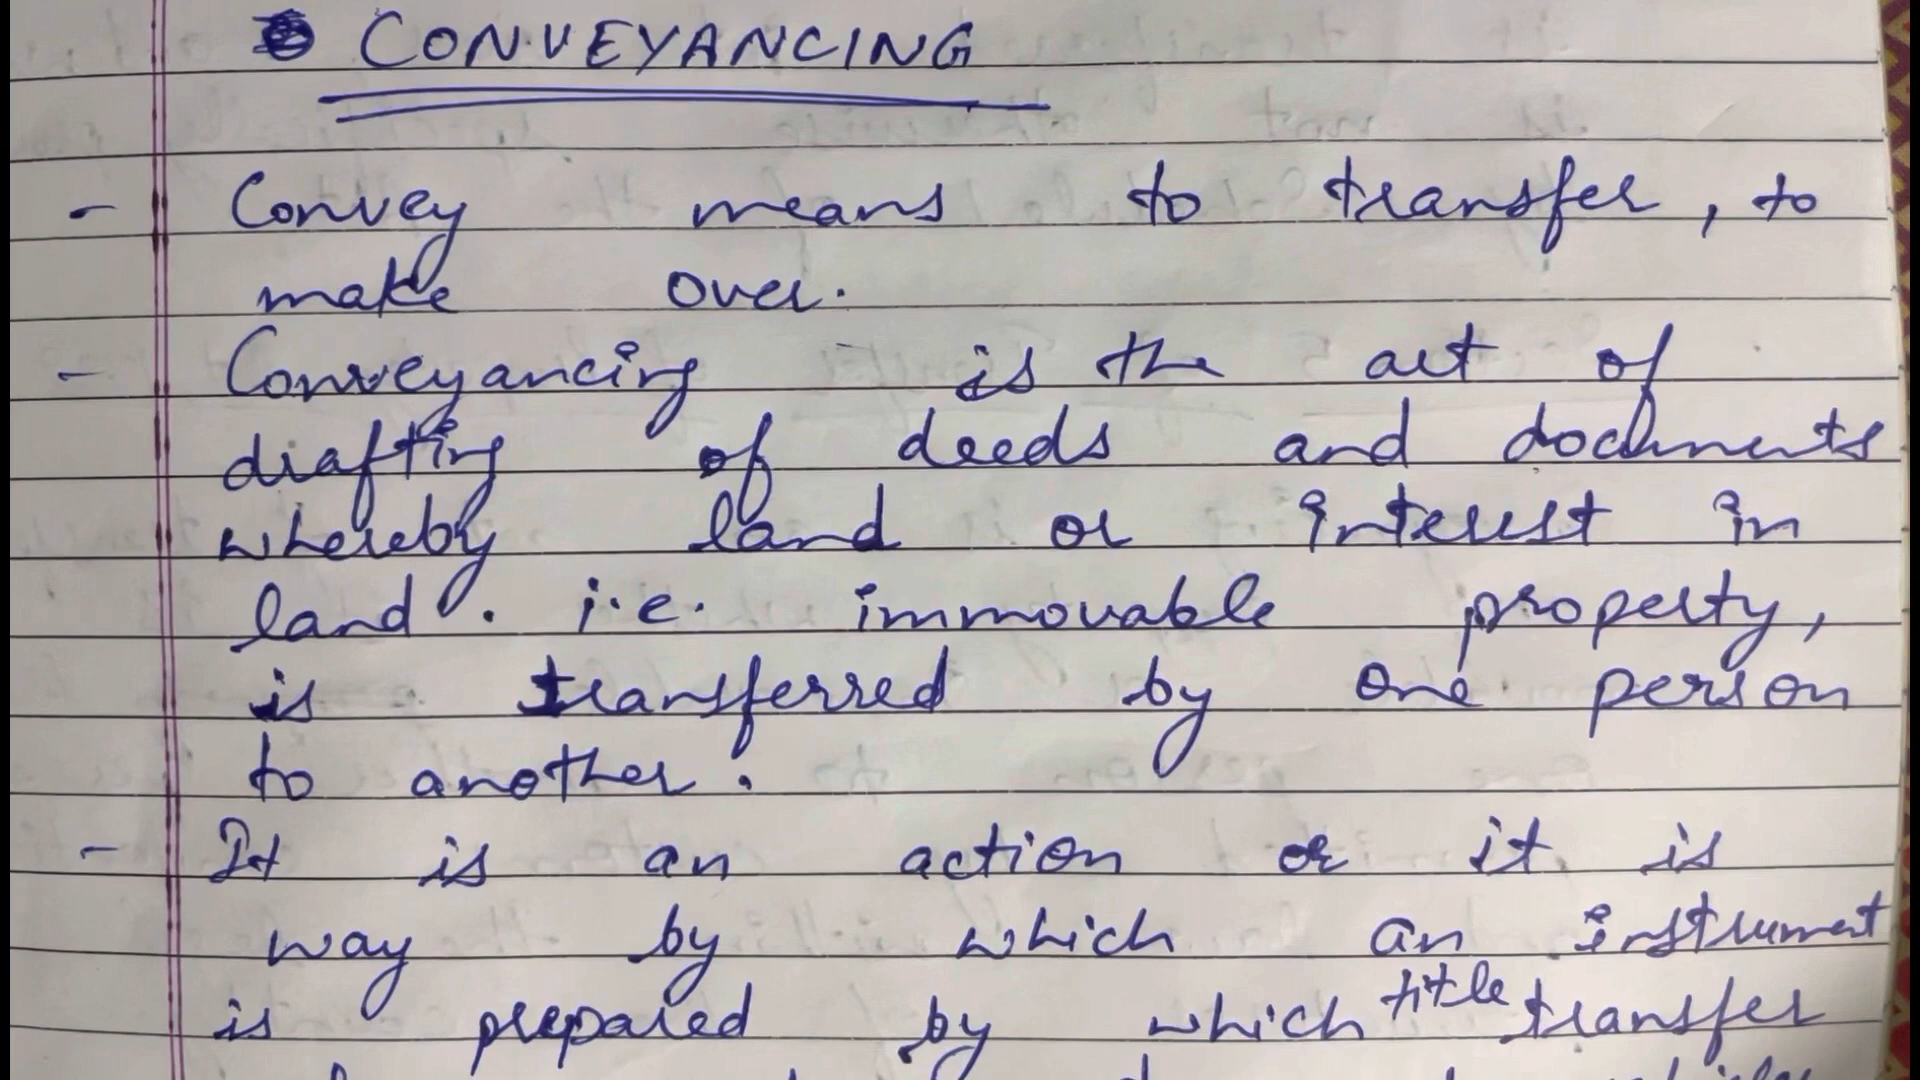 CONVEYANCING
- Convey means to transfer, to
make over.
- Conveyancing is the act of
drafting of deeds and documents
whereby land or interest in
land. i.e. immovable property,
is transferred by one person
to another.
- It is an action or it is
way by which an instrument
is prepared by which title transfer